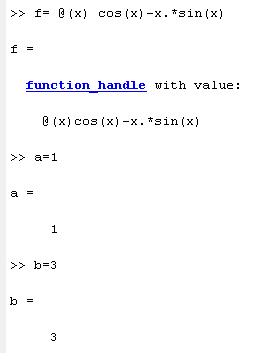 >> f= @(x) cos(x)-x.*sin(x)
f =
function_handle with value:
@(x)cos(x)-x.*sin(x)
>> a=1
a =
1
>> b=3
b =
3